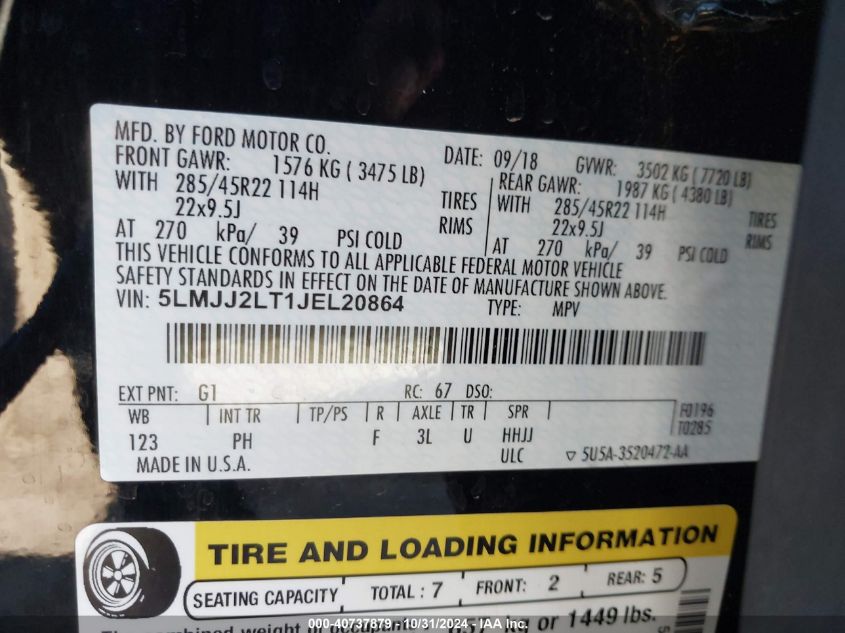 MFD. BY FORD MOTOR CO.
DATE: 09/18 GVWR: 3502 KG ( 7720 LB)
FRONT GAWR: 1576 KG ( 3475 LB)
REAR GAWR: 1987 KG ( 4380 LB)
WITH 285/45R22 114H TIRES
WITH 285/45R22 114H TIRES
22x9.5J RIMS
22x9.5J RIMS
AT 270 kPa/ 39 PSI COLD
AT 270 kPa/ 39 PSI COLD
THIS VEHICLE CONFORMS TO ALL APPLICABLE FEDERAL MOTOR VEHICLE
SAFETY STANDARDS IN EFFECT ON THE DATE OF MANUFACTURE SHOWN ABOVE.
VIN: 5LMJJ2LT1JEL20864
TYPE: MPV
EXT PNT: G1 RC: 67 DSO:
WB INT TR TP/PS R AXLE TR SPR F0196
T0285
123 PH F 3L U HHJJ
ULC ▽ 5U5A-3520472-AA
MADE IN U.S.A.
TIRE AND LOADING INFORMATION
SEATING CAPACITY TOTAL : 7 FRONT: 2 REAR: 5
or 1449 lbs.
000-40737879 - 10/31/2024 - IAA Inc.